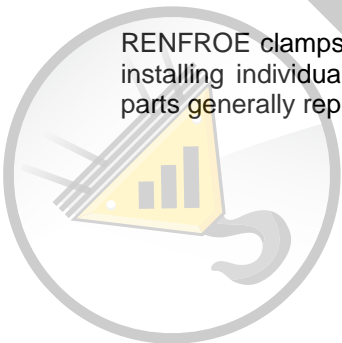 RENFROE clamps
installing individua
parts generally rep